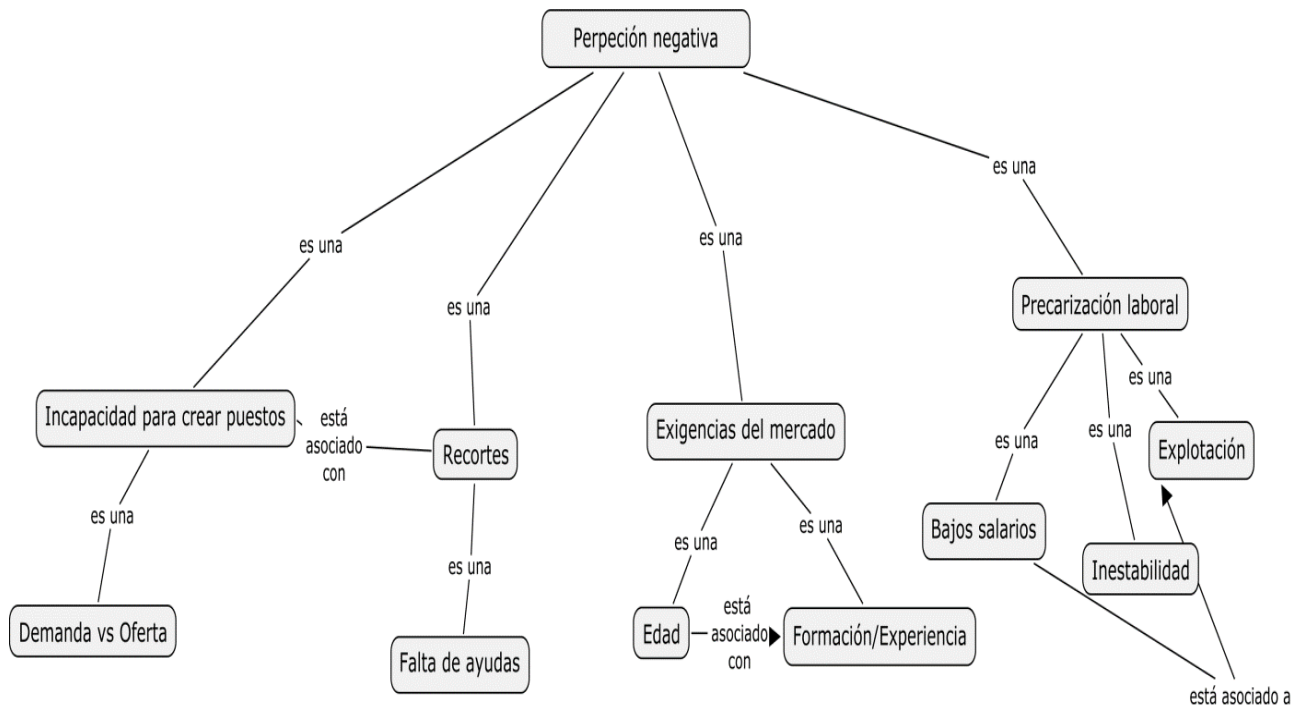 Perpeción negativa
es una
es una
es una
es una
Precarización laboral
Incapacidad para crear puestos
está
asociado
con
Recortes
Exigencias del mercado
es una
es una
es una
Explotación
es una
es una
es una
es una
Bajos salarios
Inestabilidad
es una
Demanda vs Oferta
Falta de ayudas
Edad
está
asociado
con
Formación/Experiencia
está asociado a